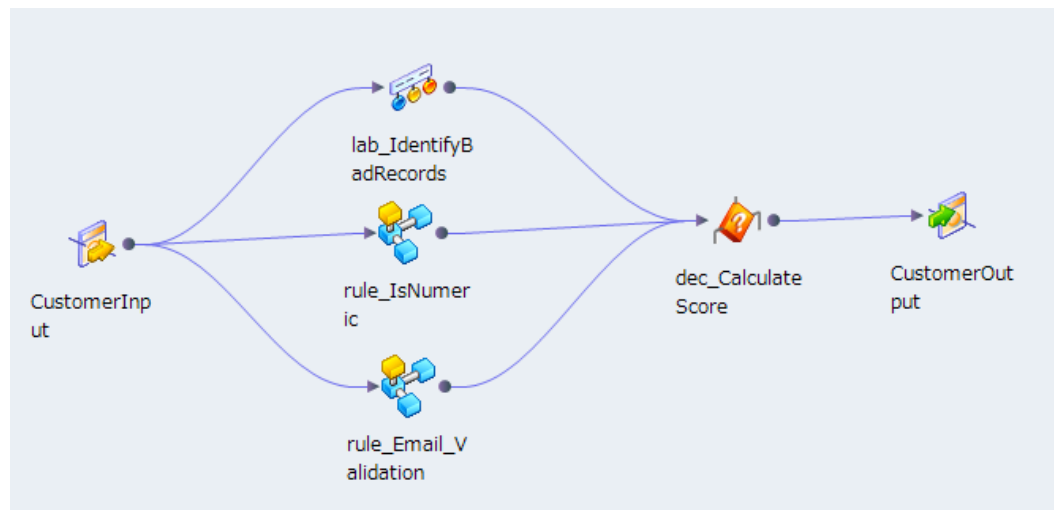 lab_IdentifyB
adRecords
CustomerInp
ut
rule_IsNumer
ic
dec_Calculate
Score
CustomerOut
put
rule_Email_V
alidation